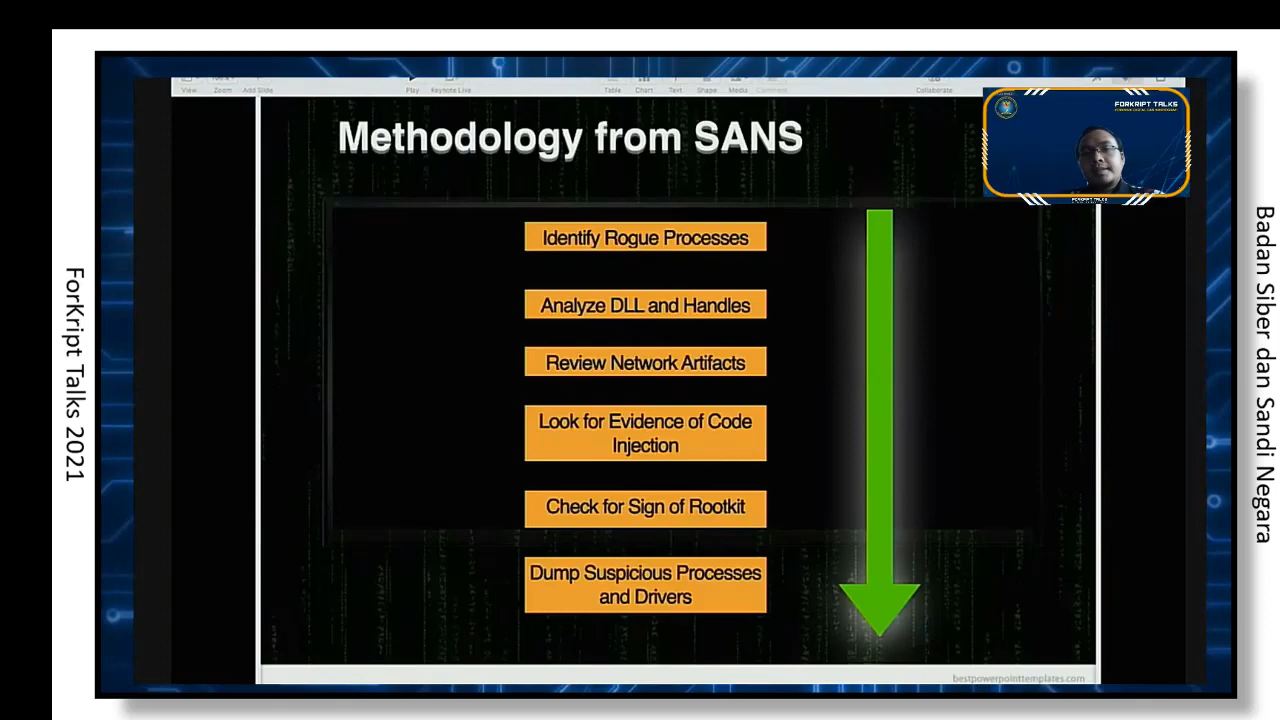 View
Zoom
Add Slide
Play
Keynote Live
Table
Chart
Text
Shape
Media
Comment
Collaborate
FORKRIPT TALKS
Methodology from SANS
Identify Rogue Processes
Analyze DLL and Handles
Review Network Artifacts
Look for Evidence of Code
Injection
Check for Sign of Rootkit
Dump Suspicious Processes
and Drivers
FORKRIPT TALKS
bestpowerpointtemplates.com
ForKript Talks 2021
Badan Siber dan Sandi Negara